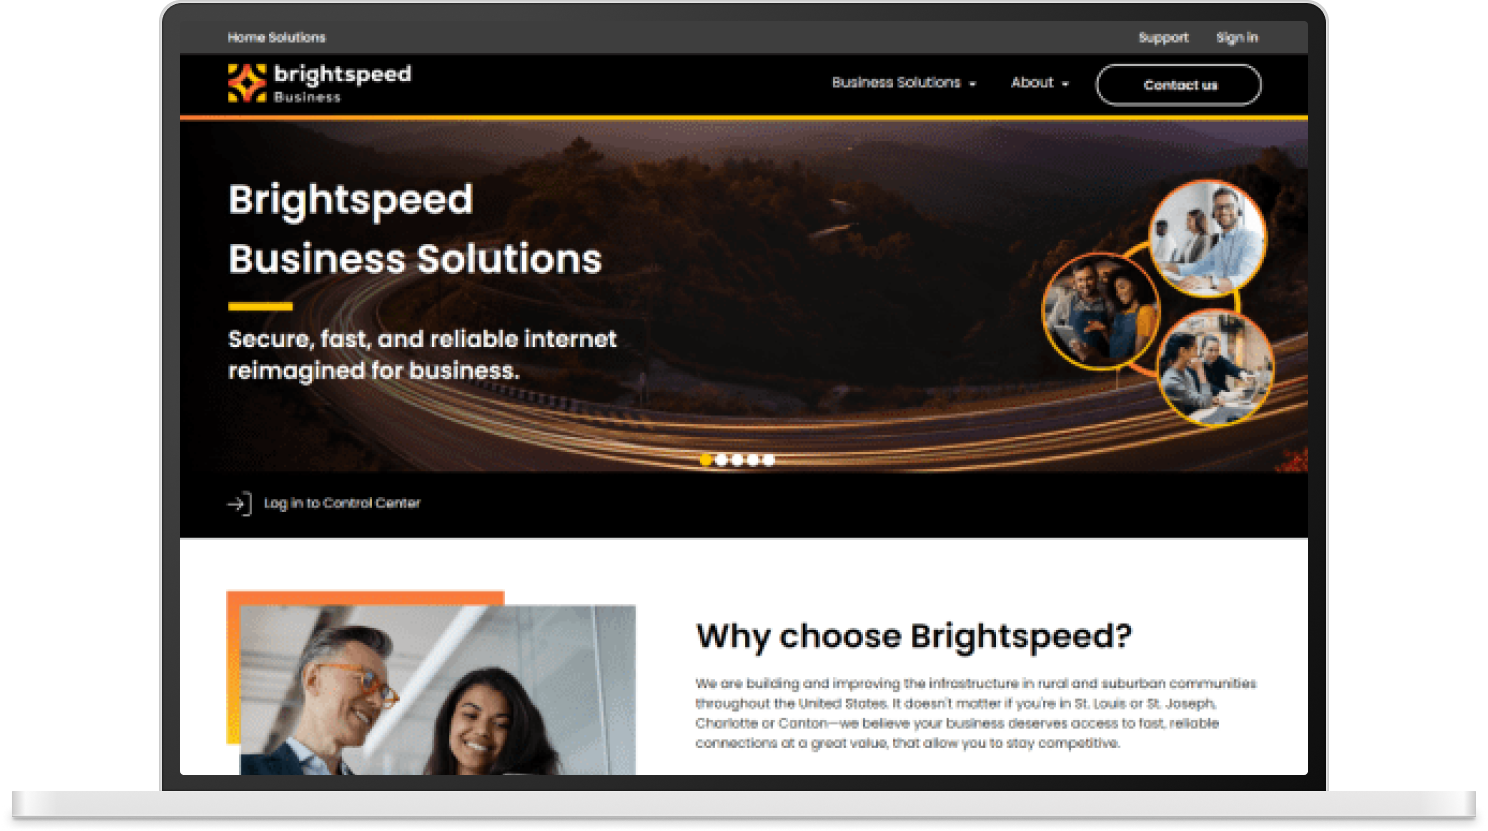 Home Solutions
Support
Sign in
brightspeed
Business
Business Solutions
About
Contact us
Brightspeed
Business Solutions
Secure, fast, and reliable internet
reimagined for business.
Log in to Control Center
Why choose Brightspeed?
We are building and improving the infrastructure in rural and suburban communities
throughout the United States. It doesn't matter if you're in St. Louis or St. Joseph,
Charlotte or Canton—we believe your business deserves access to fast, reliable
connections at a great value, that allow you to stay competitive.